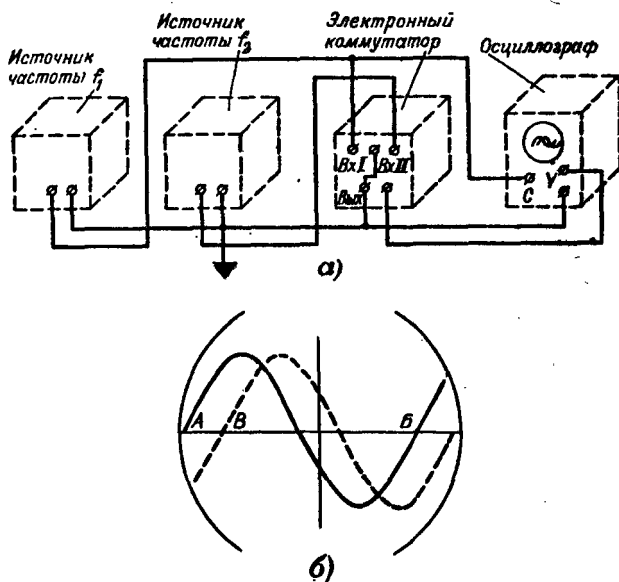 Источник
частоты f₁
Источник
частоты f₂
Электронный
коммутатор
Осциллограф
Вх I
Вх II
Вых
С
Y
а)
А
В
Б
б)